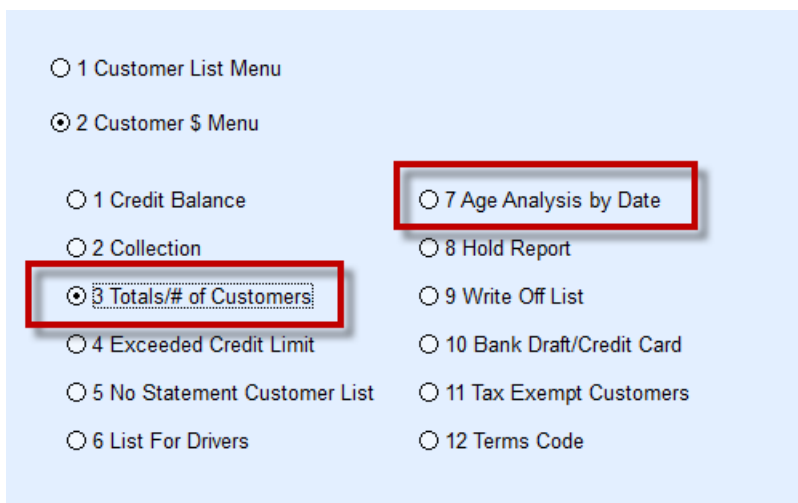 1 Customer List Menu
2 Customer $ Menu
1 Credit Balance
2 Collection
3 Totals/# of Customers
4 Exceeded Credit Limit
5 No Statement Customer List
6 List For Drivers
7 Age Analysis by Date
8 Hold Report
9 Write Off List
10 Bank Draft/Credit Card
11 Tax Exempt Customers
12 Terms Code